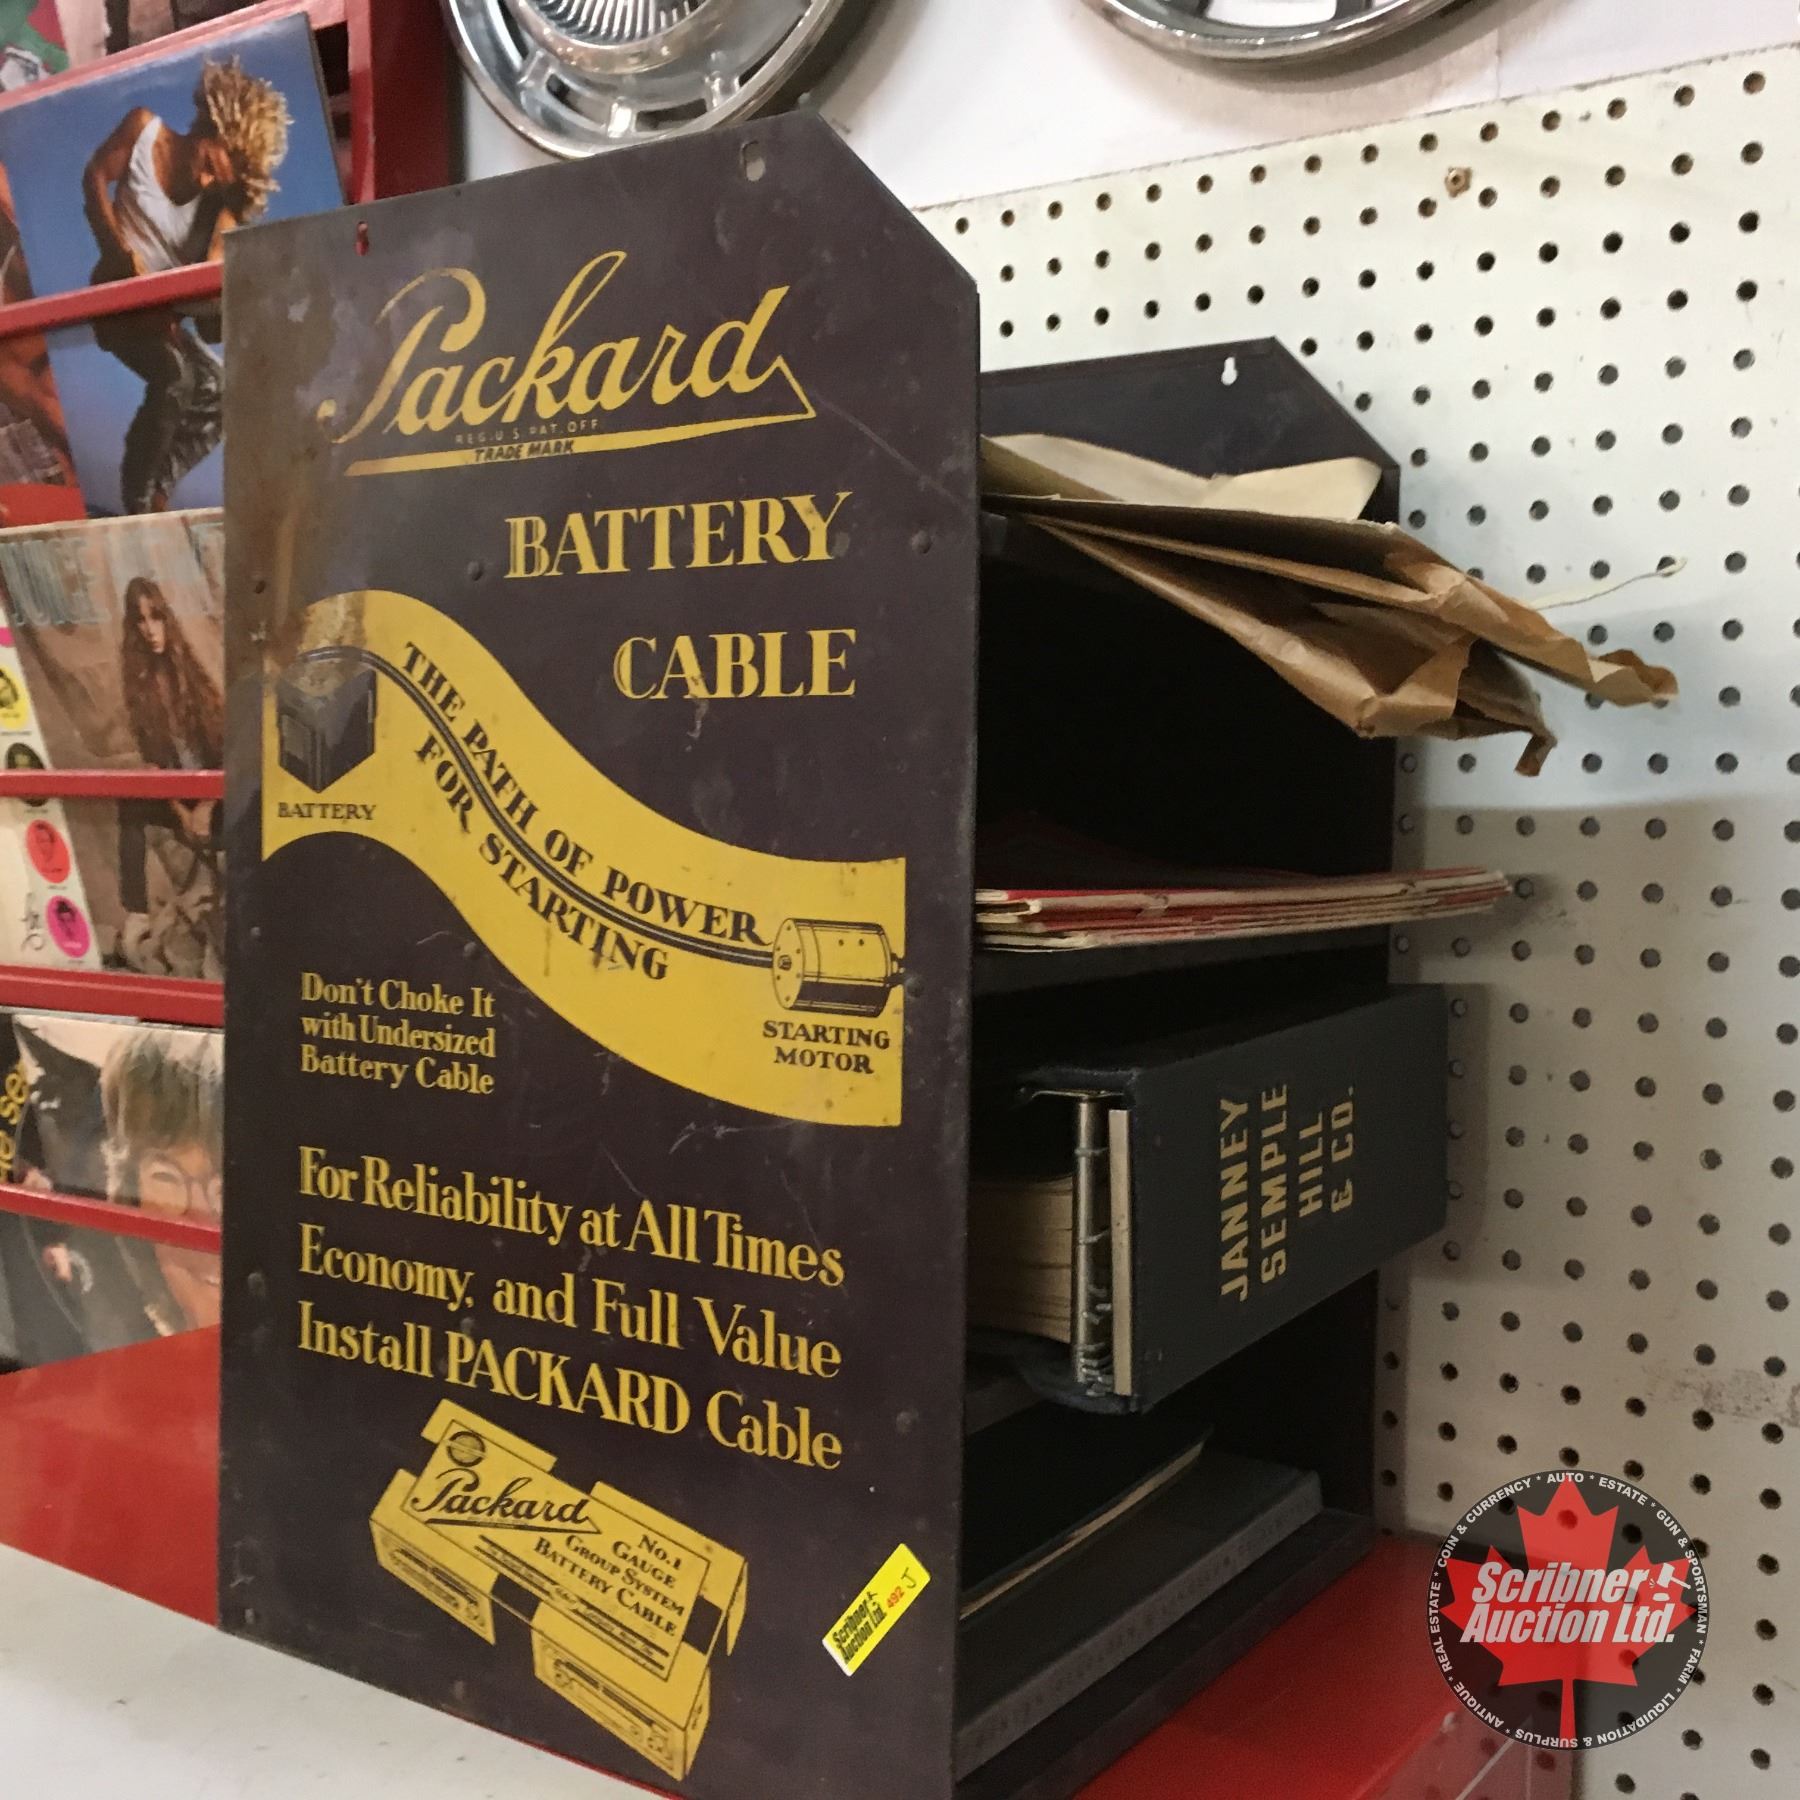 Packard
REG. U.S. PAT. OFF.
TRADE MARK
BATTERY
CABLE
THE PATH OF POWER
FOR STARTING
BATTERY
STARTING
MOTOR
Don't Choke It
with Undersized
Battery Cable
For Reliability at All Times
Economy, and Full Value
Install PACKARD Cable
Packard
No. 1
GAUGE
GROUP SYSTEM
BATTERY CABLE
Scribner
Auction Ltd.
492 J
JANNEY
SEMPLE
HILL
& CO.
JUICE NEWTON
Scribner
Auction Ltd.
REAL ESTATE * COIN & CURRENCY * AUTO * ESTATE * GUN & SPORTSMAN * FARM * LIQUIDATION & SURPLUS * ANTIQUE *